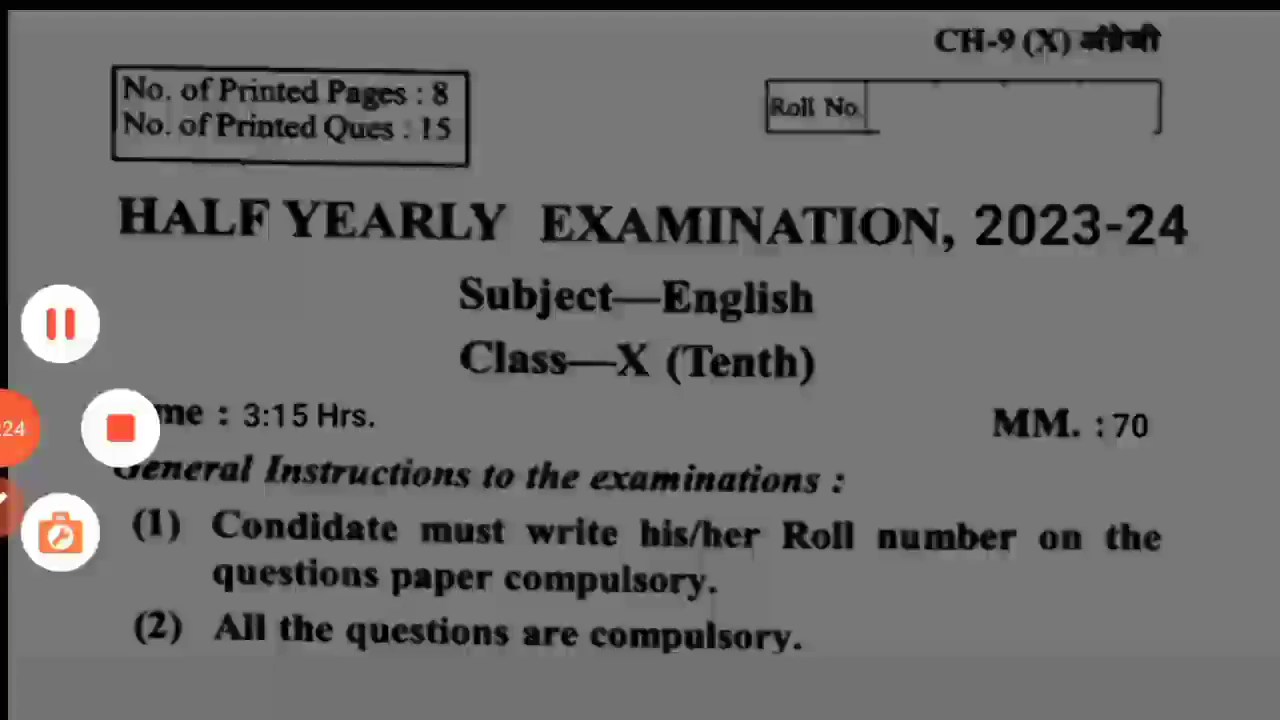 CH-9 (X) अंग्रेजी
No. of Printed Pages : 8
No. of Printed Ques : 15
Roll No.
HALF YEARLY EXAMINATION, 2023-24
Subject—English
Class—X (Tenth)
me : 3:15 Hrs.
MM. : 70
:24
General Instructions to the examinations :
(1) Condidate must write his/her Roll number on the
questions paper compulsory.
(2) All the questions are compulsory.